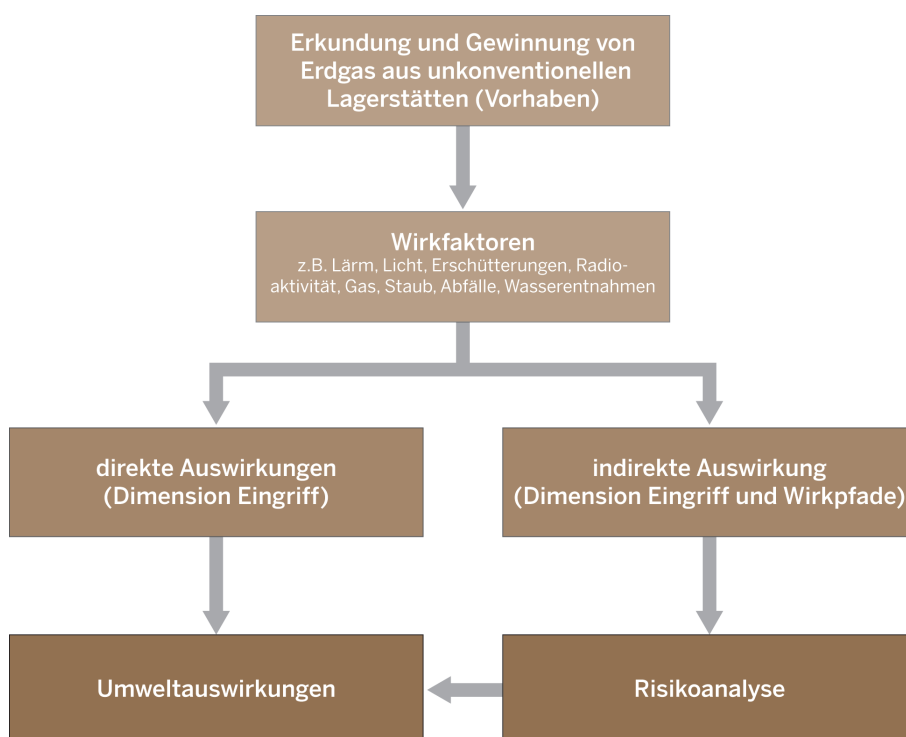 Erkundung und Gewinnung von
Erdgas aus unkonventionellen
Lagerstätten (Vorhaben)
Wirkfaktoren
z.B. Lärm, Licht, Erschütterungen, Radio-
aktivität, Gas, Staub, Abfälle, Wasserentnahmen
direkte Auswirkungen
(Dimension Eingriff)
indirekte Auswirkung
(Dimension Eingriff und Wirkpfade)
Umweltauswirkungen
Risikoanalyse